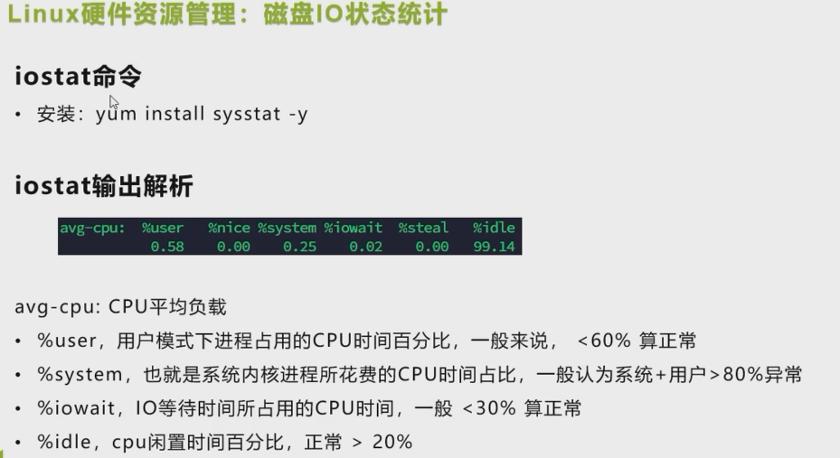 Linux硬件资源管理：磁盘IO状态统计
iostat命令
• 安装：yum install sysstat -y
iostat输出解析
avg-cpu: %user %nice %system %iowait %steal %idle
0.58 0.00 0.25 0.02 0.00 99.14
avg-cpu: CPU平均负载
• %user，用户模式下进程占用的CPU时间百分比，一般来说， <60% 算正常
• %system，也就是系统内核进程所花费的CPU时间占比，一般认为系统+用户>80%异常
• %iowait，IO等待时间所占用的CPU时间，一般 <30% 算正常
• %idle，cpu闲置时间百分比，正常 > 20%